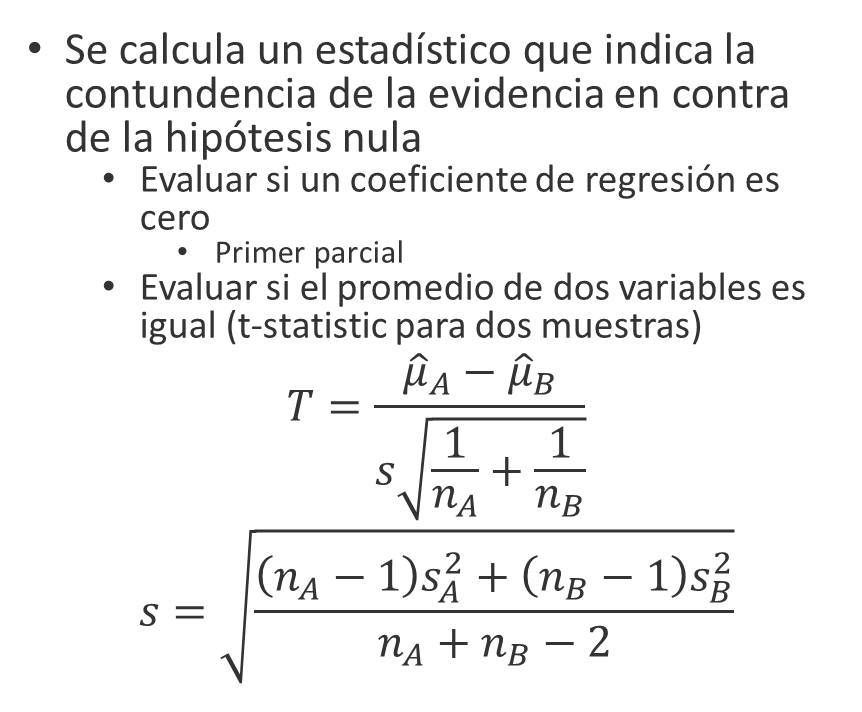 • Se calcula un estadístico que indica la
contundencia de la evidencia en contra
de la hipótesis nula
• Evaluar si un coeficiente de regresión es
cero
• Primer parcial
• Evaluar si el promedio de dos variables es
igual (t-statistic para dos muestras)
T = \frac{\hat{\mu}_A - \hat{\mu}_B}{s\sqrt{\frac{1}{n_A} + \frac{1}{n_B}}}
s = \sqrt{\frac{(n_A - 1)s_A^2 + (n_B - 1)s_B^2}{n_A + n_B - 2}}